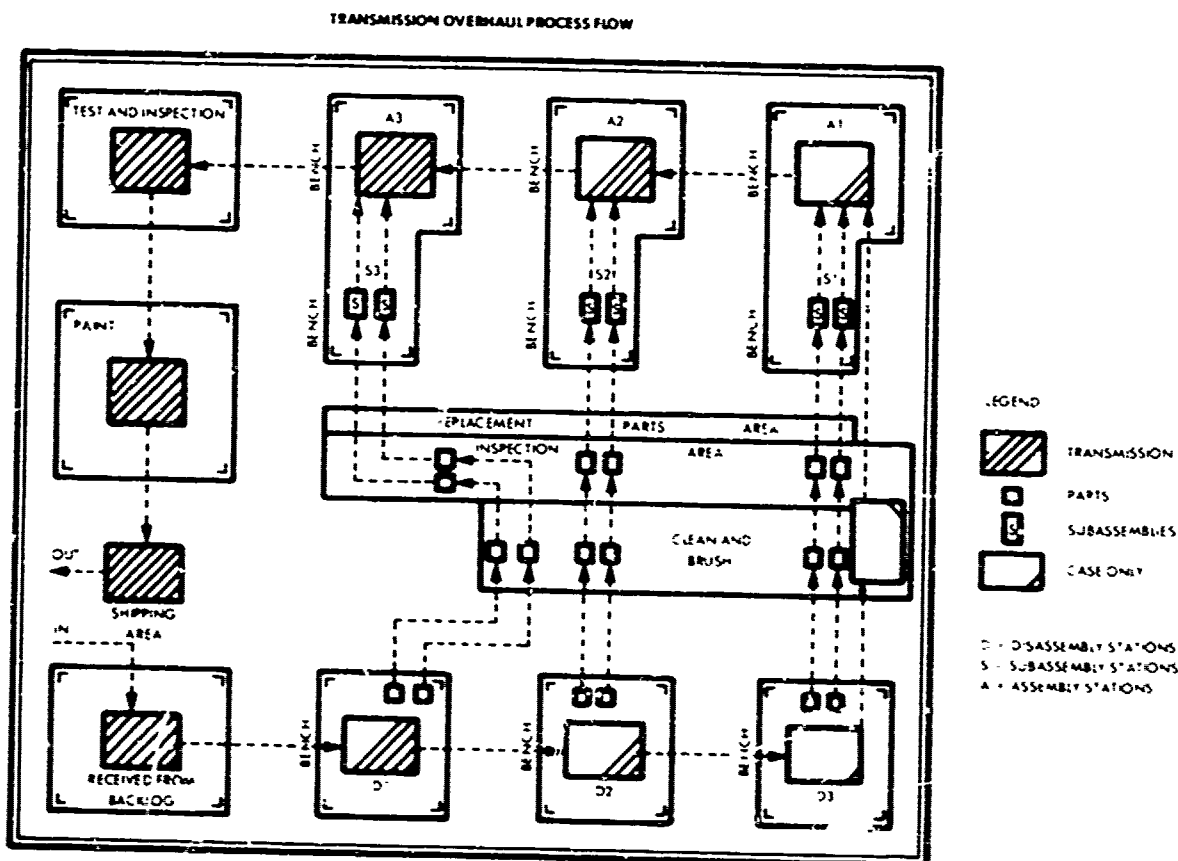 TRANSMISSION OVERHAUL PROCESS FLOW
TEST AND INSPECTION
A3
A2
A1
BENCH
BENCH
BENCH
S3
S2
S1
S
S
S
S
S
S
BENCH
BENCH
BENCH
PAINT
REPLACEMENT PARTS AREA
INSPECTION AREA
CLEAN AND
BRUSH
OUT
SHIPPING
AREA
IN
BENCH
BENCH
BENCH
RECEIVED FROM
BACKLOG
D1
D2
D3
LEGEND
TRANSMISSION
PARTS
S
SUBASSEMBLIES
CASE ONLY
D - DISASSEMBLY STATIONS
S - SUBASSEMBLY STATIONS
A - ASSEMBLY STATIONS